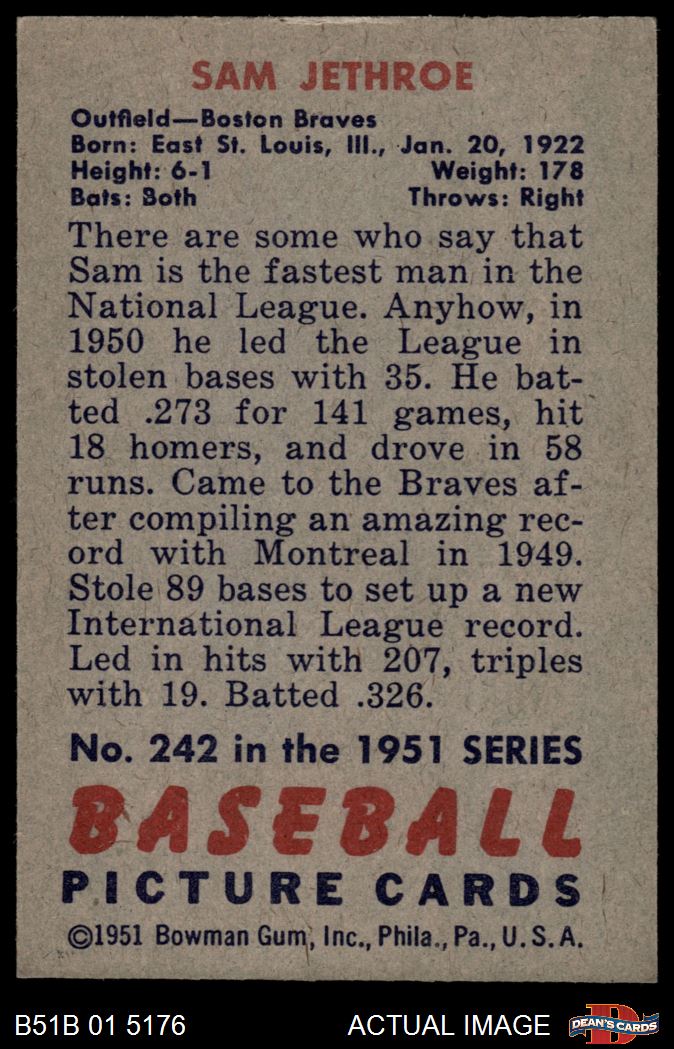 SAM JETHROE
Outfield—Boston Braves
Born: East St. Louis, Ill., Jan. 20, 1922
Height: 6-1 Weight: 178
Bats: Both Throws: Right
There are some who say that
Sam is the fastest man in the
National League. Anyhow, in
1950 he led the League in
stolen bases with 35. He bat-
ted .273 for 141 games, hit
18 homers, and drove in 58
runs. Came to the Braves af-
ter compiling an amazing rec-
ord with Montreal in 1949.
Stole 89 bases to set up a new
International League record.
Led in hits with 207, triples
with 19. Batted .326.
No. 242 in the 1951 SERIES
BASEBALL
PICTURE CARDS
©1951 Bowman Gum, Inc., Phila., Pa., U.S.A.
B51B 01 5176 ACTUAL IMAGE D DEAN'S CARDS